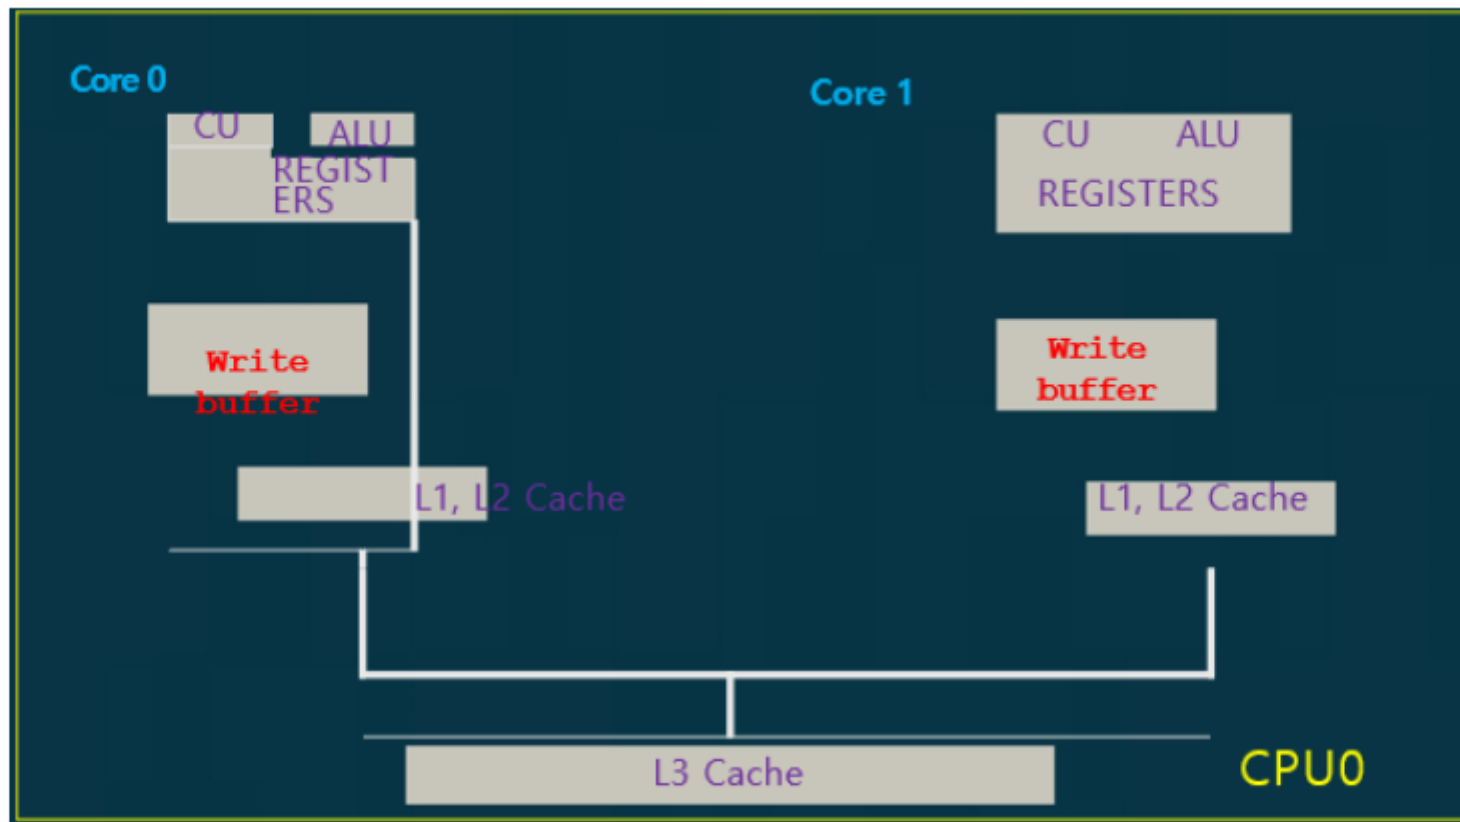 Core 0
Core 1
CU
ALU
REGIST
ERS
CU ALU
REGISTERS
Write
buffer
Write
buffer
L1, L2 Cache
L1, L2 Cache
L3 Cache
CPU0